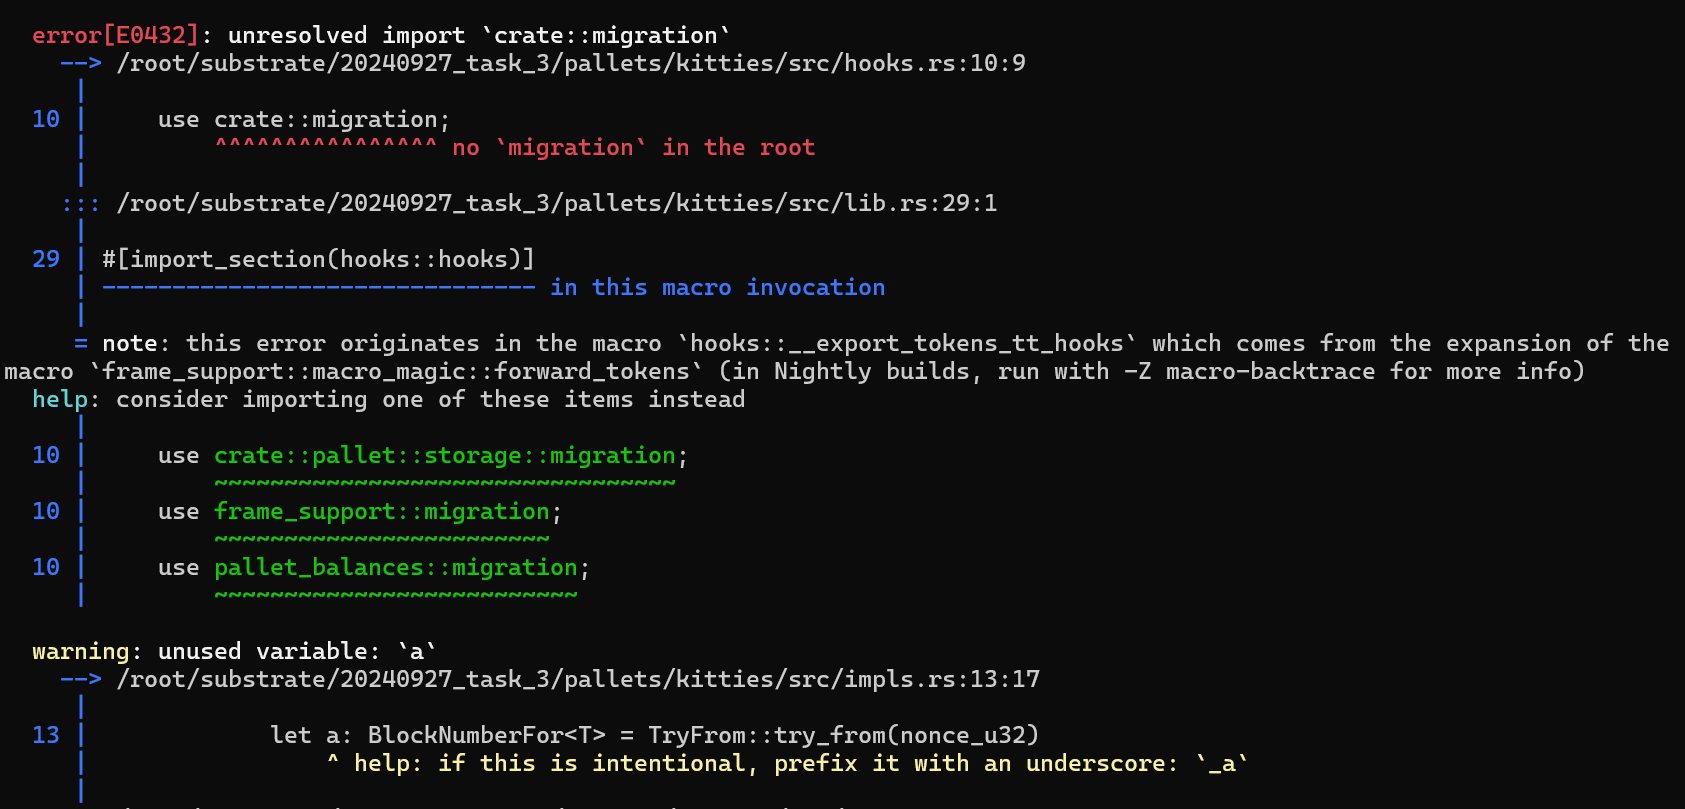 error[E0432]: unresolved import `crate::migration`
  --> /root/substrate/20240927_task_3/pallets/kitties/src/hooks.rs:10:9
   |
10 |     use crate::migration;
   |         ^^^^^^^^^^^^^^^^ no `migration` in the root
   |
  ::: /root/substrate/20240927_task_3/pallets/kitties/src/lib.rs:29:1
   |
29 | #[import_section(hooks::hooks)]
   | ------------------------------- in this macro invocation
   |
   = note: this error originates in the macro `hooks::__export_tokens_tt_hooks` which comes from the expansion of the
macro `frame_support::macro_magic::forward_tokens` (in Nightly builds, run with -Z macro-backtrace for more info)
help: consider importing one of these items instead
   |
10 |     use crate::pallet::storage::migration;
   |         ~~~~~~~~~~~~~~~~~~~~~~~~~~~~~~~~~
10 |     use frame_support::migration;
   |         ~~~~~~~~~~~~~~~~~~~~~~~~
10 |     use pallet_balances::migration;
   |         ~~~~~~~~~~~~~~~~~~~~~~~~~~
warning: unused variable: `a`
  --> /root/substrate/20240927_task_3/pallets/kitties/src/impls.rs:13:17
   |
13 |             let a: BlockNumberFor<T> = TryFrom::try_from(nonce_u32)
   |                 ^ help: if this is intentional, prefix it with an underscore: `_a`
   |